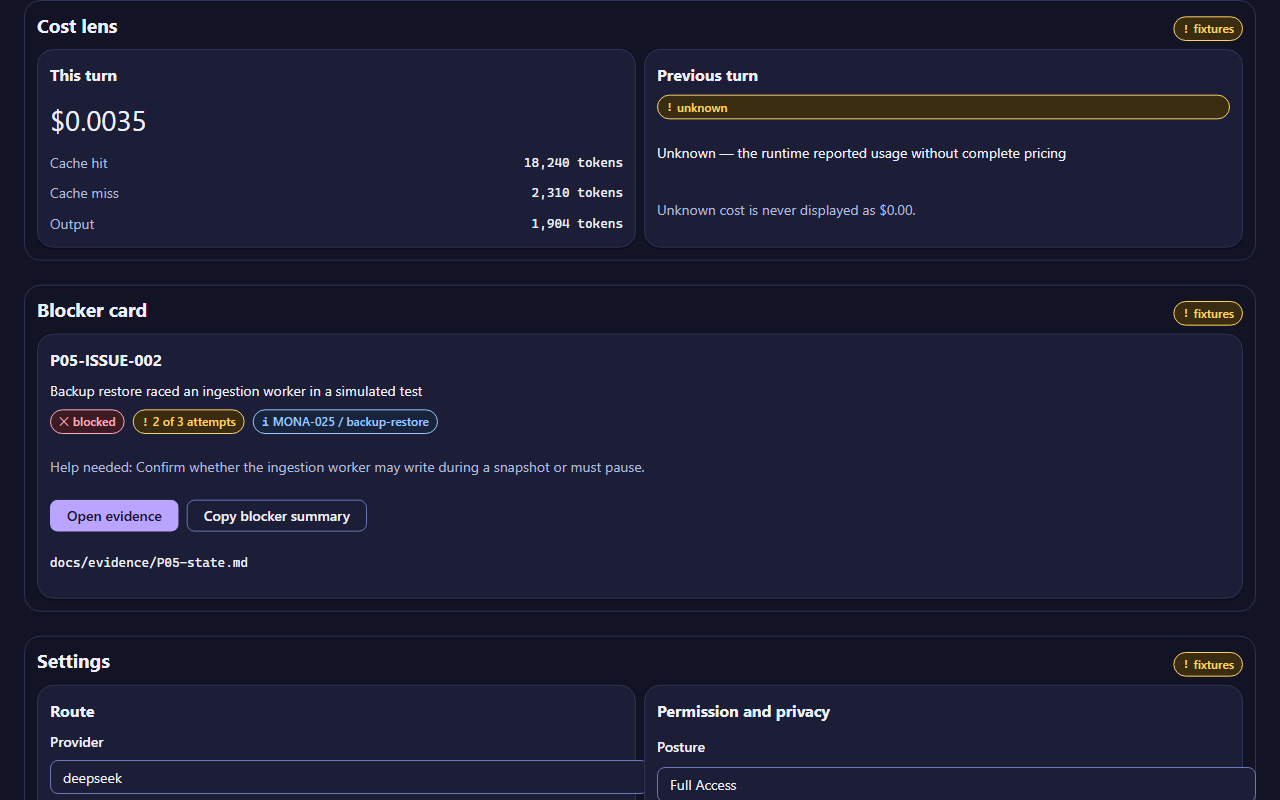 Cost lens
! fixtures
This turn
$0.0035
Cache hit 18,240 tokens
Cache miss 2,310 tokens
Output 1,904 tokens
Previous turn
! unknown
Unknown — the runtime reported usage without complete pricing
Unknown cost is never displayed as $0.00.
Blocker card
! fixtures
P05-ISSUE-002
Backup restore raced an ingestion worker in a simulated test
✕ blocked ! 2 of 3 attempts i MONA-025 / backup-restore
Help needed: Confirm whether the ingestion worker may write during a snapshot or must pause.
Open evidence Copy blocker summary
docs/evidence/P05-state.md
Settings
! fixtures
Route
Provider
deepseek
Permission and privacy
Posture
Full Access